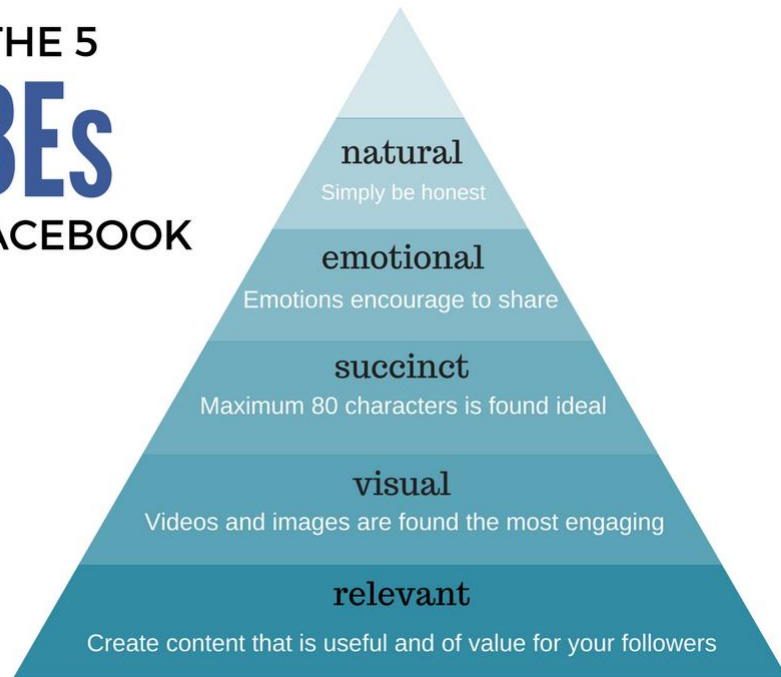 THE 5
BEs
ACEBOOK
natural
Simply be honest
emotional
Emotions encourage to share
succinct
Maximum 80 characters is found ideal
visual
Videos and images are found the most engaging
relevant
Create content that is useful and of value for your followers